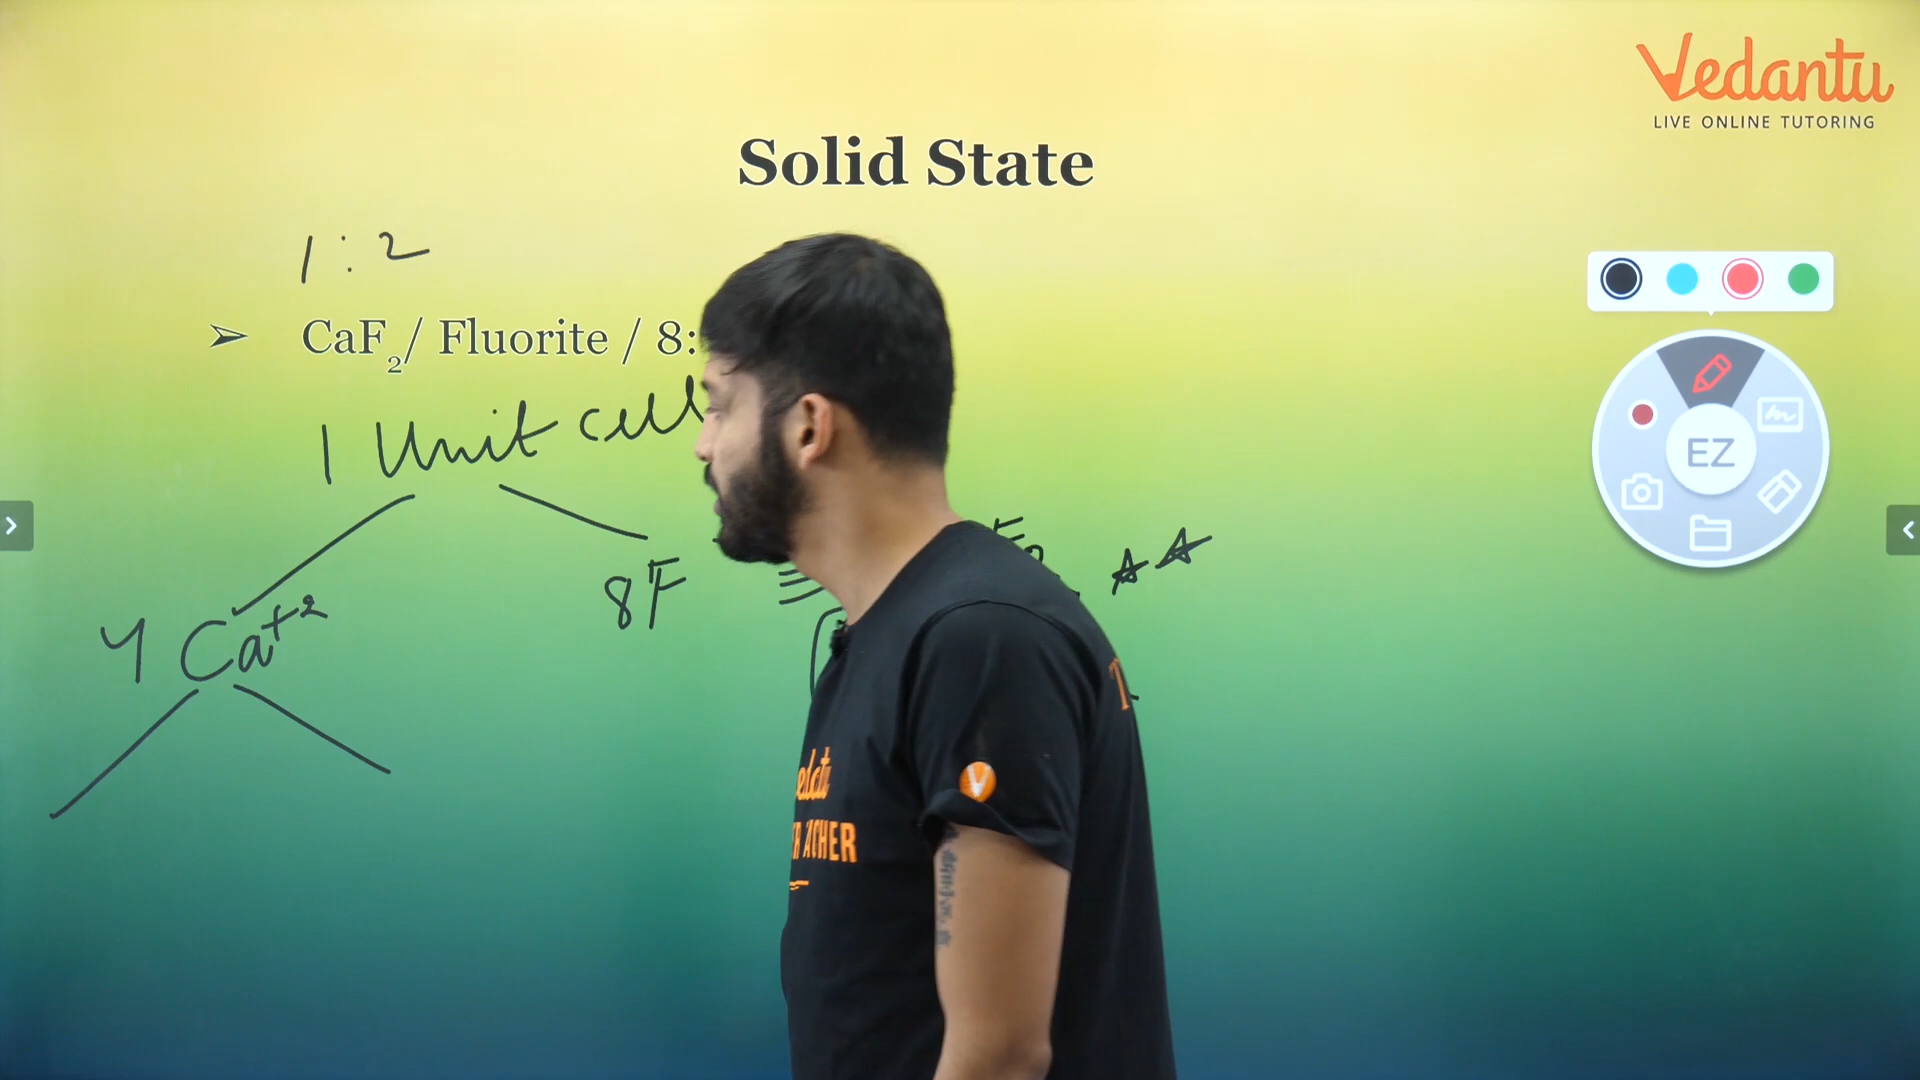 Vedantu
LIVE ONLINE TUTORING
Solid State
1 : 2
➢ CaF₂/ Fluorite / 8:
1 Unit cell
4 Ca⁺² 8F
EZ
V
ACHER